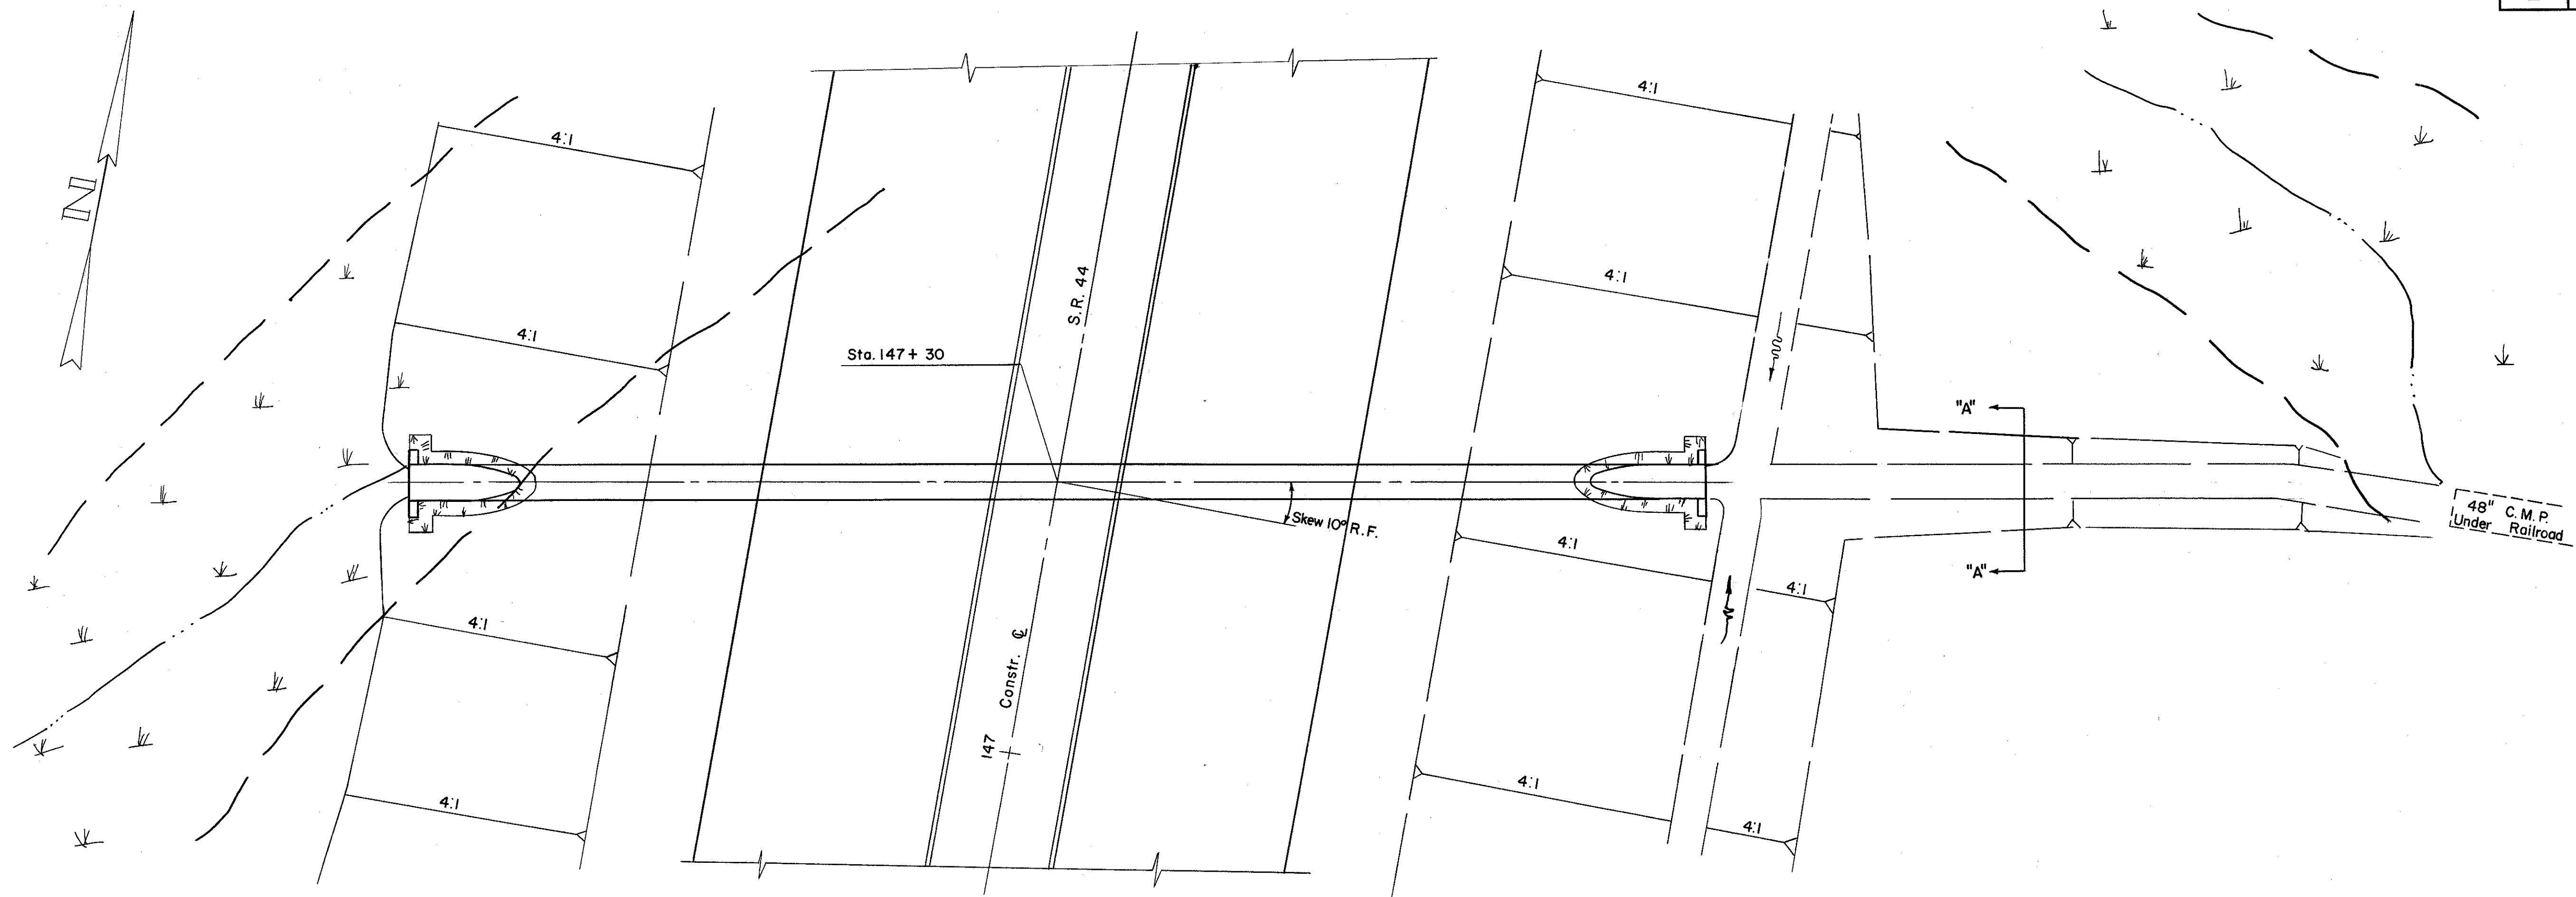 N
4:1
4:1
4:1
4:1
Sta. 147 + 30
S.R. 44
Constr. ℄
147
Skew 10° R.F.
4:1
4:1
4:1
4:1
4:1
4:1
"A"
"A"
48" C.M.P.
Under Railroad